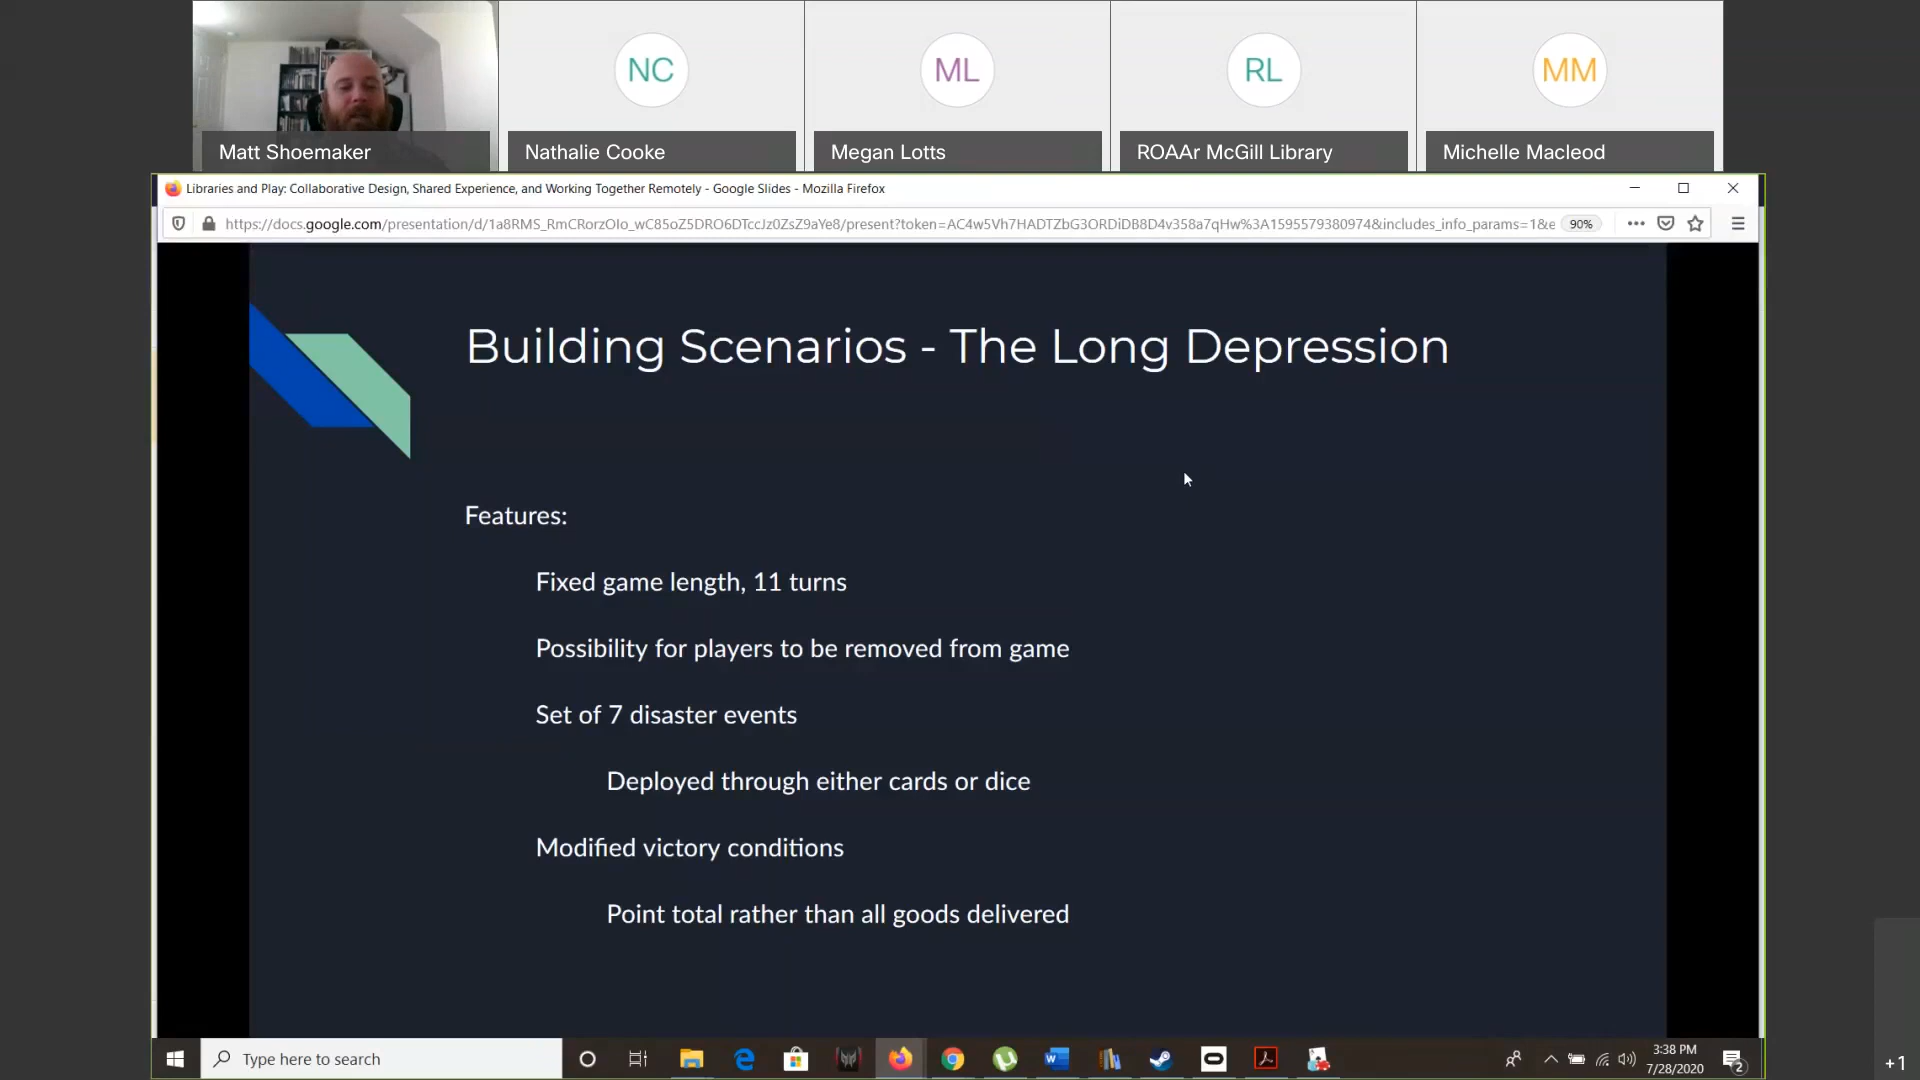 NC
ML
RL
MM
Matt Shoemaker
Nathalie Cooke
Megan Lotts
ROAAr McGill Library
Michelle Macleod
Libraries and Play: Collaborative Design, Shared Experience, and Working Together Remotely - Google Slides - Mozilla Firefox
https://docs.google.com/presentation/d/1a8RMS_RmCRorzOIo_wC85oZ5DRO6DTccJz0ZsZ9aYe8/present?token=AC4w5Vh7HADTZbG3ORDiDB8D4v358a7qHw%3A1595579380974&includes_info_params=1&e
90%
Building Scenarios - The Long Depression
Features:
Fixed game length, 11 turns
Possibility for players to be removed from game
Set of 7 disaster events
Deployed through either cards or dice
Modified victory conditions
Point total rather than all goods delivered
Type here to search
3:38 PM
7/28/2020
2
+1